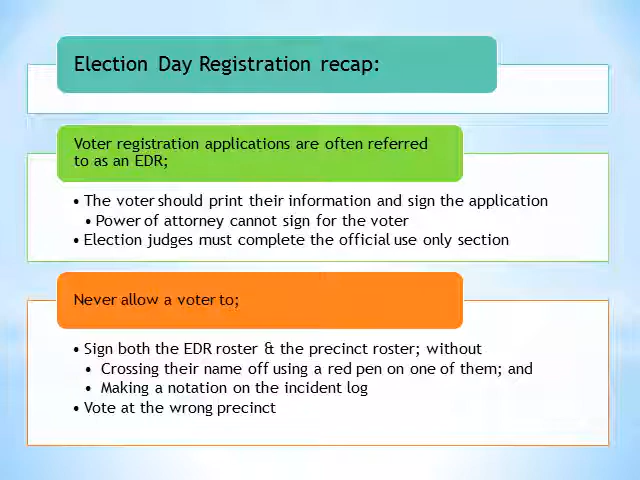 Election Day Registration recap:
Voter registration applications are often referred
to as an EDR;
• The voter should print their information and sign the application
• Power of attorney cannot sign for the voter
• Election judges must complete the official use only section
Never allow a voter to;
• Sign both the EDR roster & the precinct roster; without
• Crossing their name off using a red pen on one of them; and
• Making a notation on the incident log
• Vote at the wrong precinct